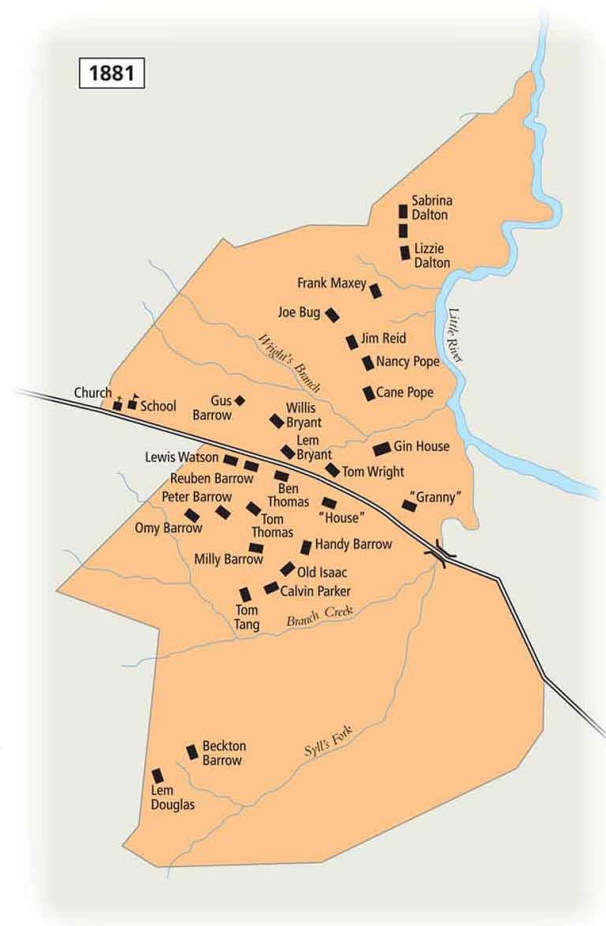 1881
Sabrina
Dalton
Lizzie
Dalton
Frank Maxey
Joe Bug
Little River
Jim Reid
Wright's Branch
Nancy Pope
Church
School
Gus
Barrow
Cane Pope
Willis
Bryant
Lem
Bryant
Gin House
Lewis Watson
Tom Wright
Reuben Barrow
Ben
Thomas
"Granny"
Peter Barrow
"House"
Omy Barrow
Tom
Thomas
Handy Barrow
Milly Barrow
Old Isaac
Calvin Parker
Tom
Tang
Branch Creek
Syll's Fork
Beckton
Barrow
Lem
Douglas